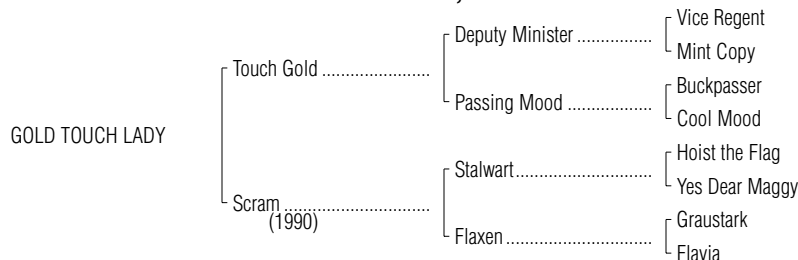 Vice Regent
Deputy Minister ................
Mint Copy
Touch Gold .......................
Buckpasser
Passing Mood ..................
Cool Mood
GOLD TOUCH LADY
Hoist the Flag
Stalwart.............................
Yes Dear Maggy
Scram ...............................
(1990)
Graustark
Flaxen ...............................
Flavia